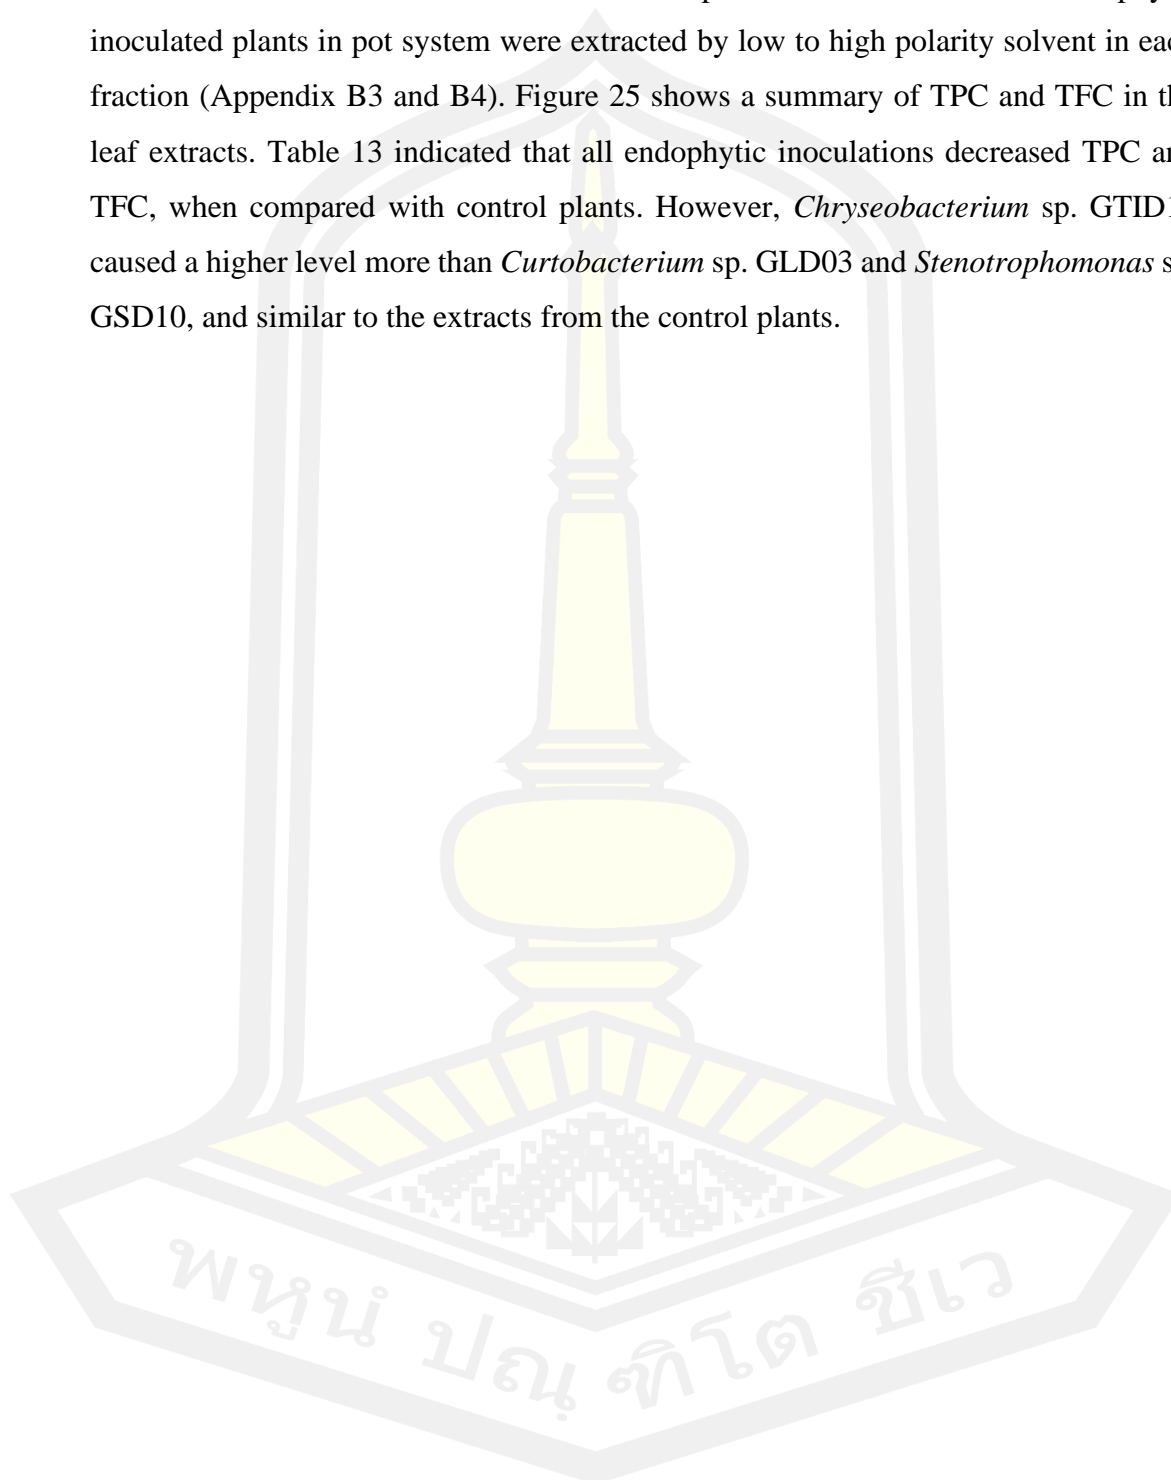 inoculated plants in pot system were extracted by low to high polarity solvent in
fraction (Appendix B3 and B4). Figure 25 shows a summary of TPC and TFC in
leaf extracts. Table 13 indicated that all endophytic inoculations decreased TPC
TFC, when compared with control plants. However, Chryseobacterium sp.
caused a higher level more than Curtobacterium sp. GLD03 and Stenotrophomonas
GSD10, and similar to the extracts from the control plants.
พหูนํ ปณฺฑิโต ชีเว